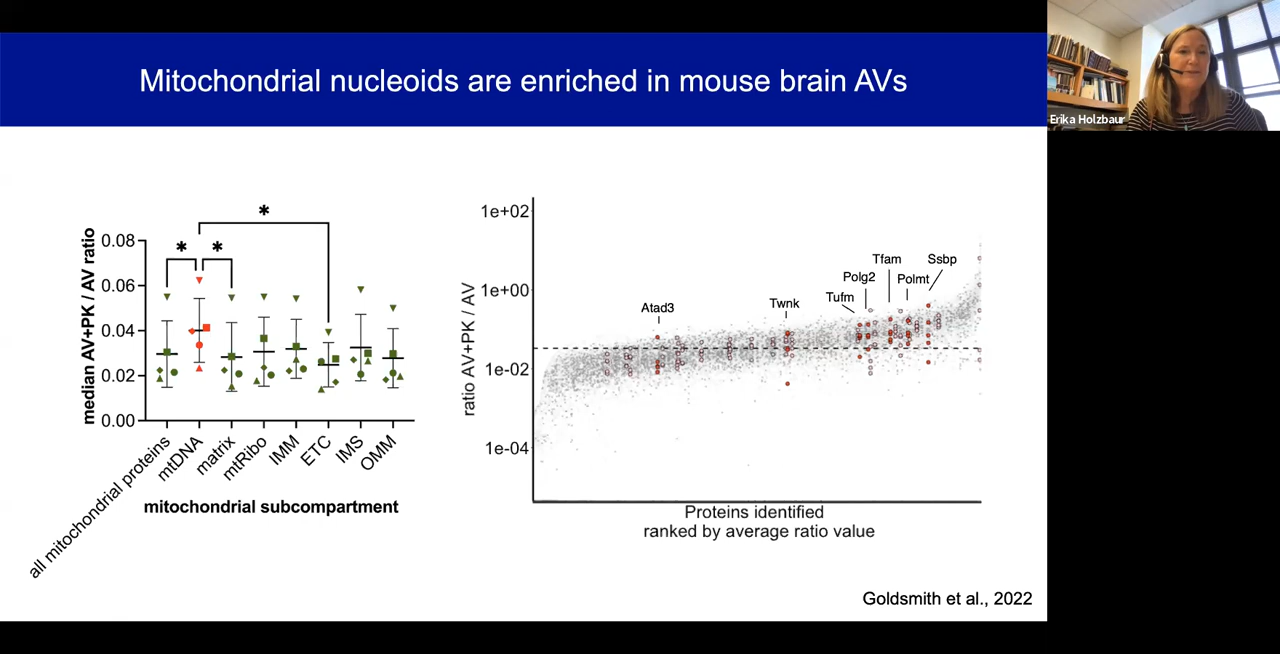 Mitochondrial nucleoids are enriched in mouse brain AVs
Erika Holzbaur
median AV+PK / AV ratio
0.08
0.06
0.04
0.02
0.00
*
*
*
all mitochondrial proteins
mtDNA
matrix
mtRibo
IMM
ETC
IMS
OMM
mitochondrial subcompartment
ratio AV+PK / AV
1e+02
1e+00
1e-02
1e-04
Atad3
Twnk
Tufm
Polg2
Tfam
Polmt
Ssbp
Proteins identified
ranked by average ratio value
Goldsmith et al., 2022